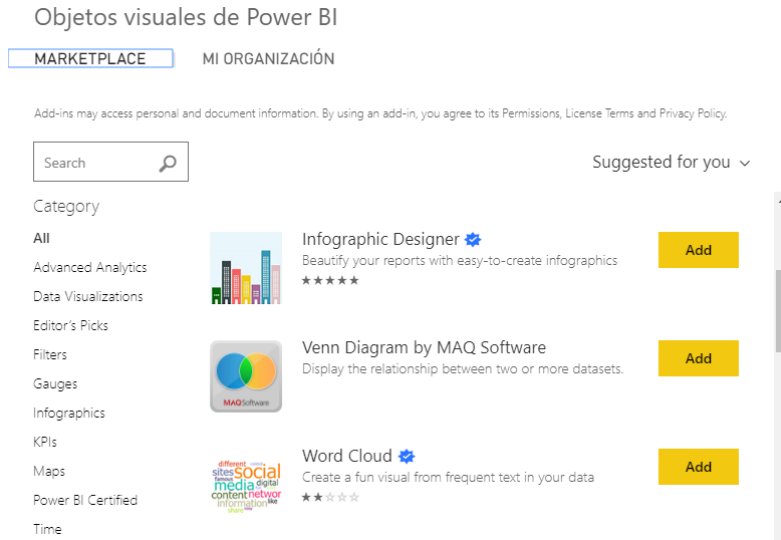 Objetos visuales de Power BI
MARKETPLACE
MI ORGANIZACIÓN
Add-ins may access personal and document information. By using an add-in, you agree to its Permissions, License Terms and Privacy Policy.
Search
Suggested for you
Category
All
Advanced Analytics
Data Visualizations
Editor's Picks
Filters
Gauges
Infographics
KPIs
Maps
Power BI Certified
Time
Infographic Designer
Beautify your reports with easy-to-create infographics
Add
MAQSoftware
Venn Diagram by MAQ Software
Display the relationship between two or more datasets.
Add
different
sites social
famous
media digital
content networ
information like
share
Word Cloud
Create a fun visual from frequent text in your data
Add